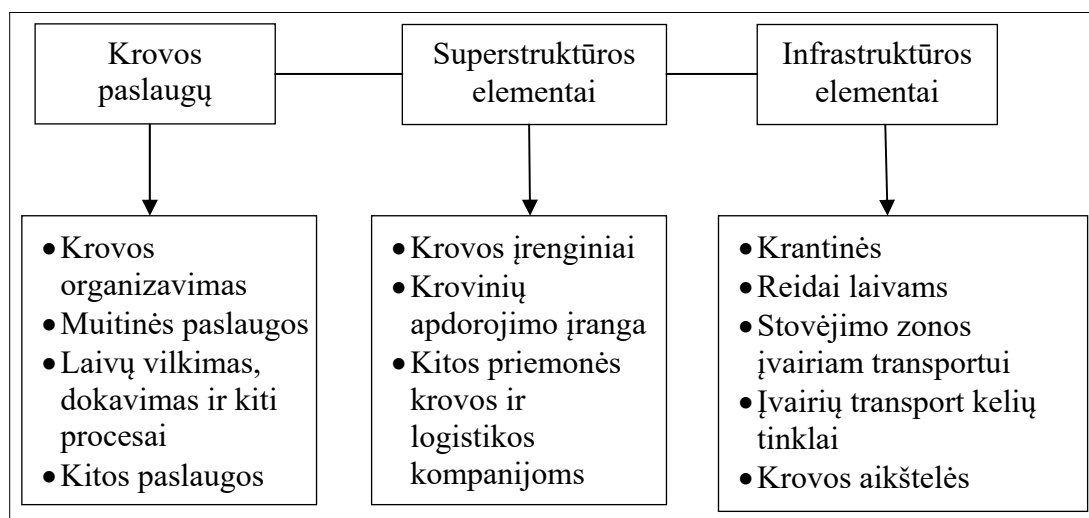 Krovos
paslaugų
Superstruktūros
elementai
Infrastruktūros
elementai
•Krovos
organizavimas
•Muitinės paslaugos
•Laivų vilkimas,
dokavimas ir kiti
procesai
•Kitos paslaugos
•Krovos įrenginiai
•Krovinių
apdorojimo įranga
•Kitos priemonės
krovos ir
logistikos
kompanijoms
•Krantinės
•Reidai laivams
•Stovėjimo zonos
įvairiam transportui
•Įvairių transport kelių
tinklai
•Krovos aikštelės